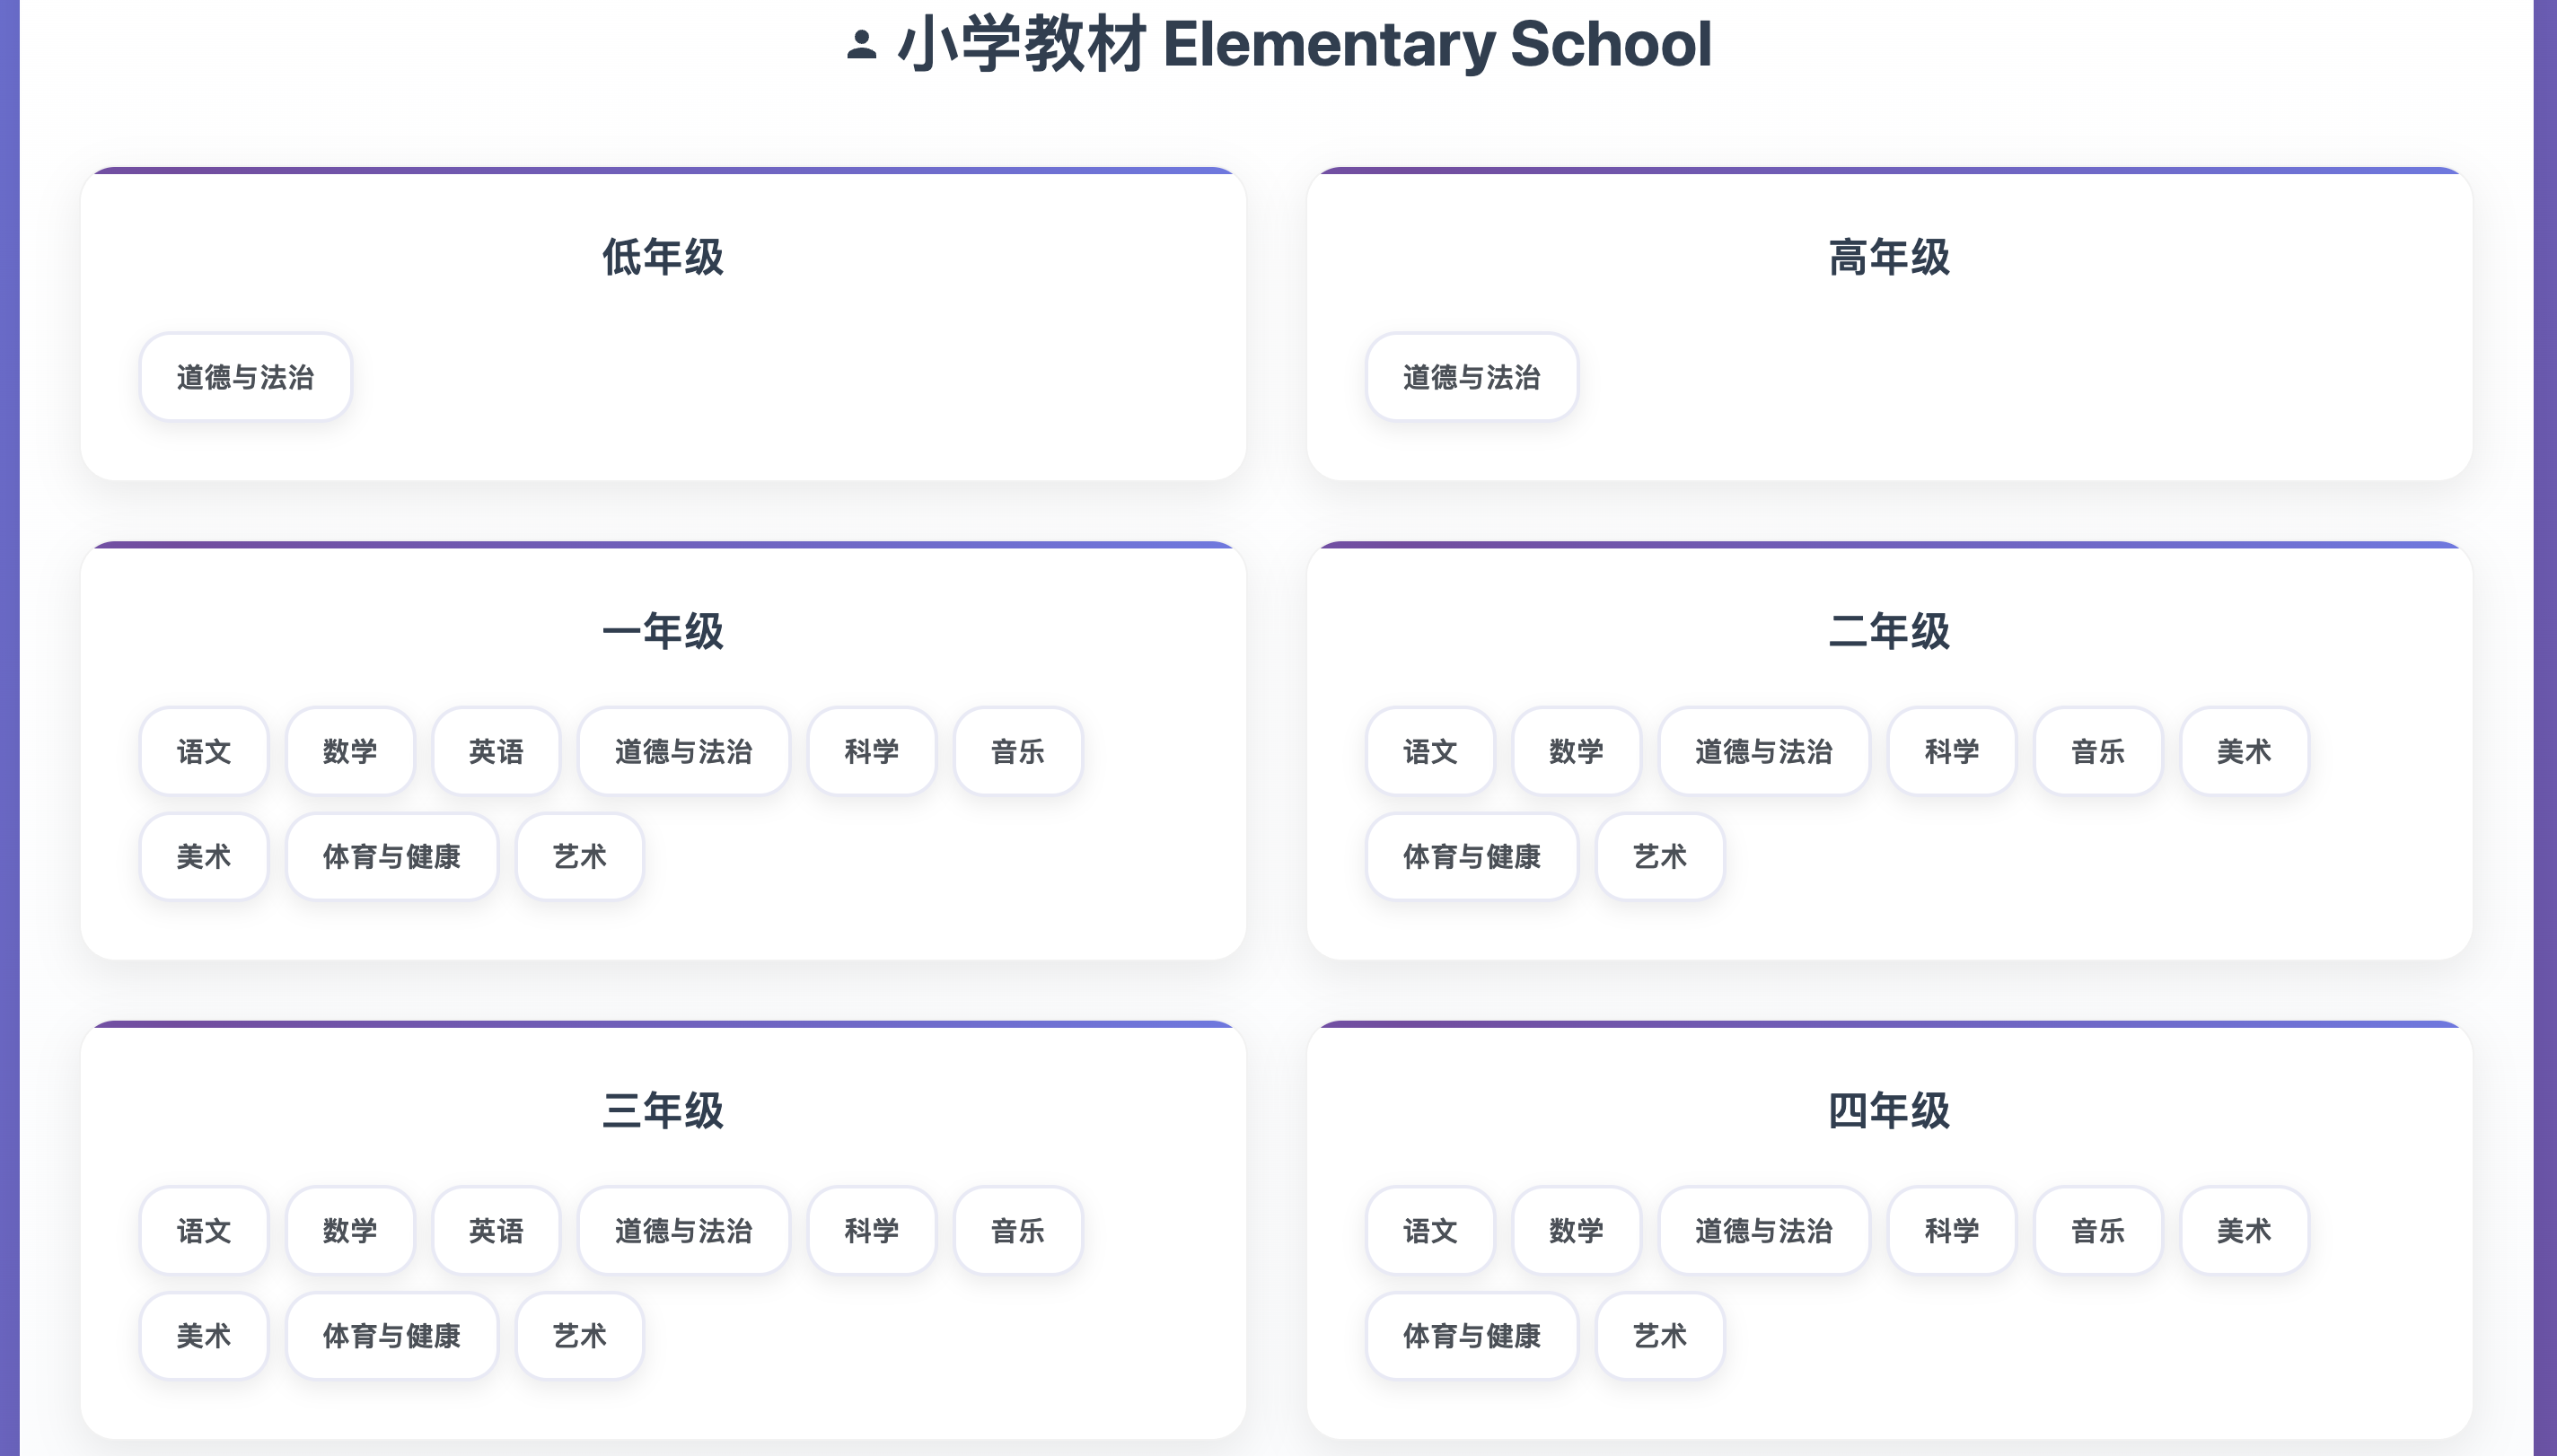 小学教材 Elementary School
低年级
道德与法治
高年级
道德与法治
一年级
语文 数学 英语 道德与法治 科学 音乐
美术 体育与健康 艺术
二年级
语文 数学 道德与法治 科学 音乐 美术
体育与健康 艺术
三年级
语文 数学 英语 道德与法治 科学 音乐
美术 体育与健康 艺术
四年级
语文 数学 道德与法治 科学 音乐 美术
体育与健康 艺术